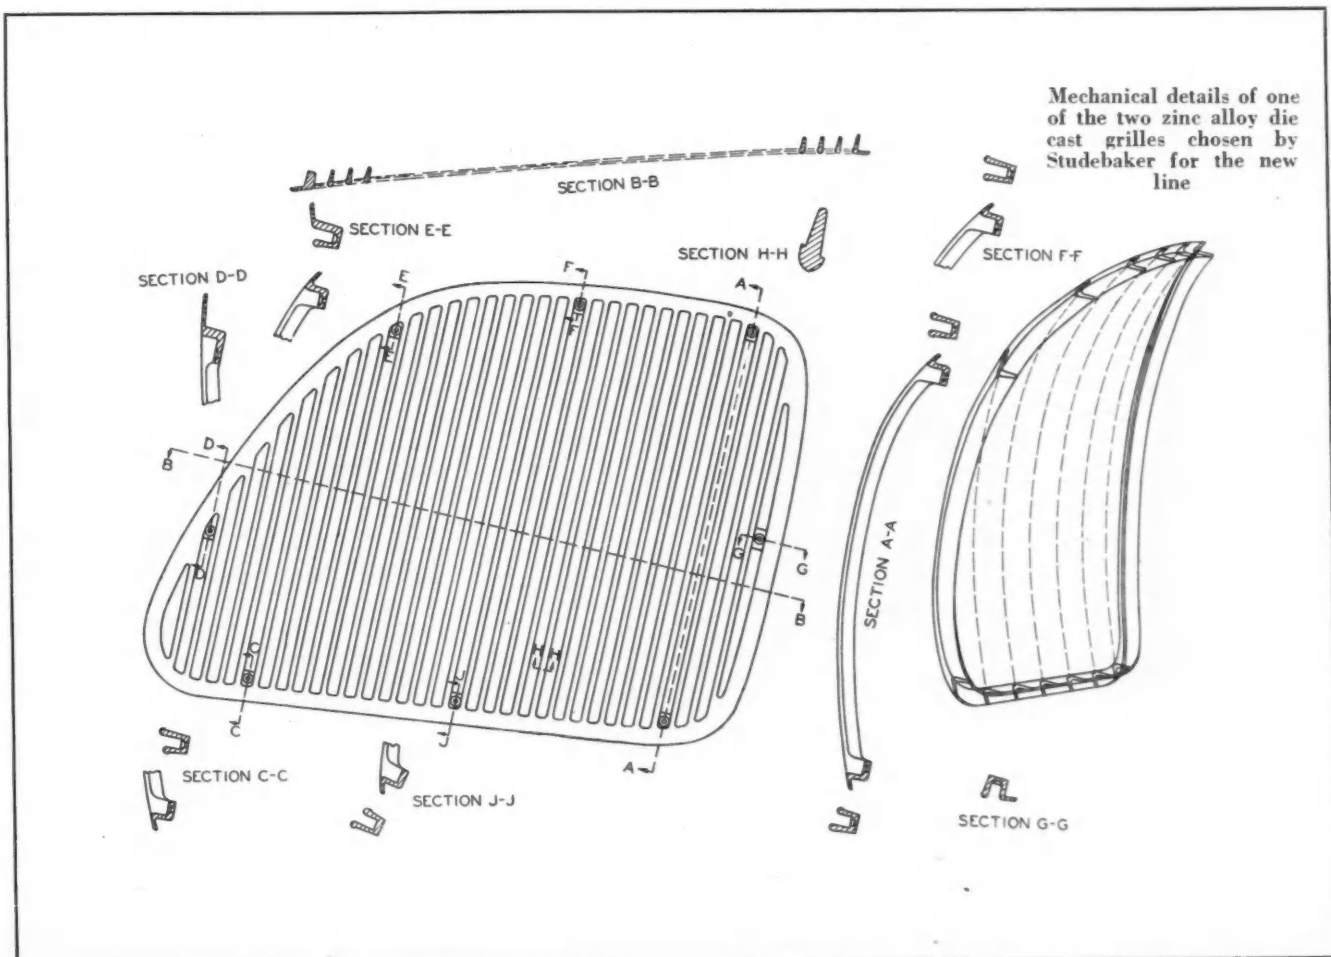 Mechanical details of one
of the two zinc alloy die
cast grilles chosen by
Studebaker for the new
line
SECTION B-B
SECTION E-E
SECTION H-H
SECTION F-F
SECTION D-D
E
F
A
E
F
D
B
D
G
G
B
SECTION A-A
H
H
C
J
C
J
A
SECTION C-C
SECTION J-J
SECTION G-G